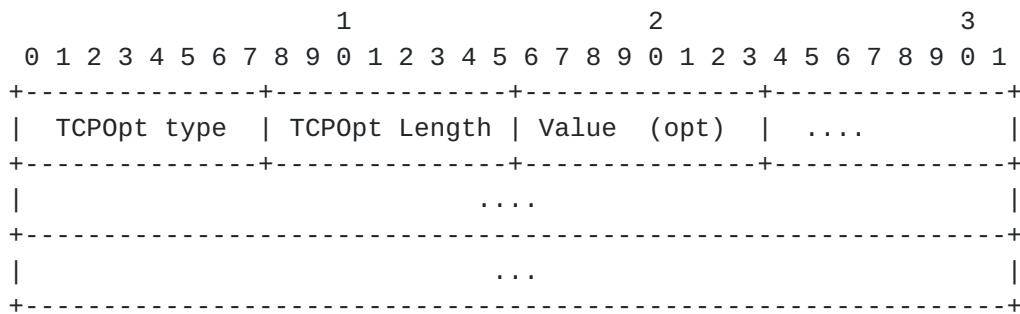 1                   2                   3
 0 1 2 3 4 5 6 7 8 9 0 1 2 3 4 5 6 7 8 9 0 1 2 3 4 5 6 7 8 9 0 1
+---------------+---------------+---------------+---------------+
|  TCPOpt type  | TCPOpt Length | Value  (opt)  |  ....         |
+---------------+---------------+---------------+---------------+
|                             ....                              |
+---------------------------------------------------------------+
|                              ...                              |
+---------------------------------------------------------------+